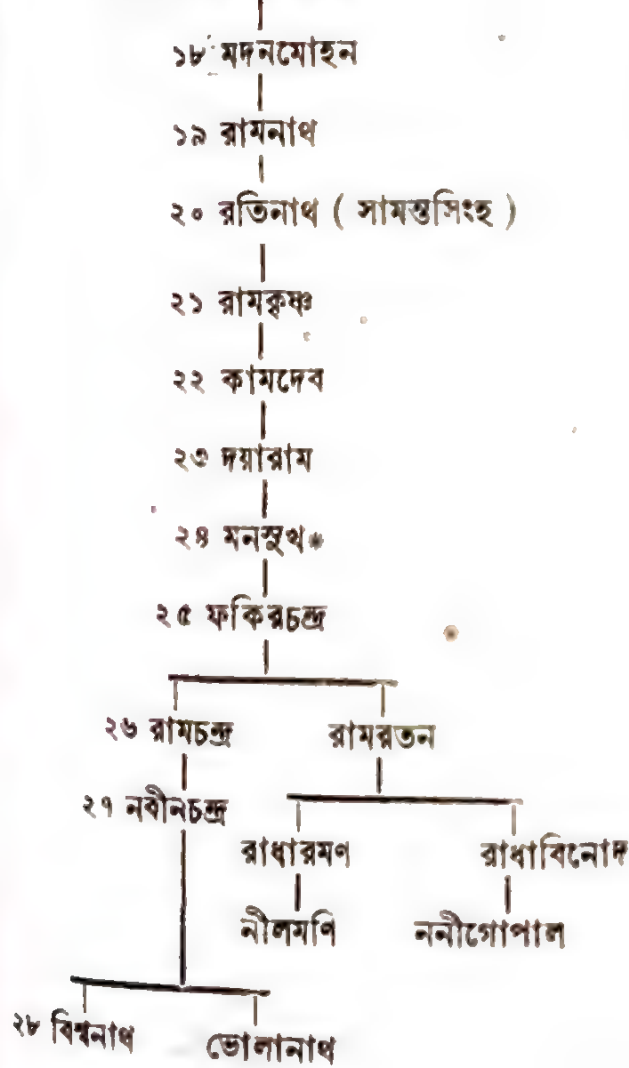 ১৮ মদনমোহন
১৯ রামনাথ
২০ রতিনাথ ( সামন্তসিংহ )
২১ রামকৃষ্ণ
২২ কামদেব
২৩ দয়ারাম
২৪ মনসুখ*
২৫ ফকিরচন্দ্র
২৬ রামচন্দ্র রামরতন
২৭ নবীনচন্দ্র
রাধারমণ রাধাবিনোদ
নীলমণি ননীগোপাল
২৮ বিশ্বনাথ ভোলানাথ